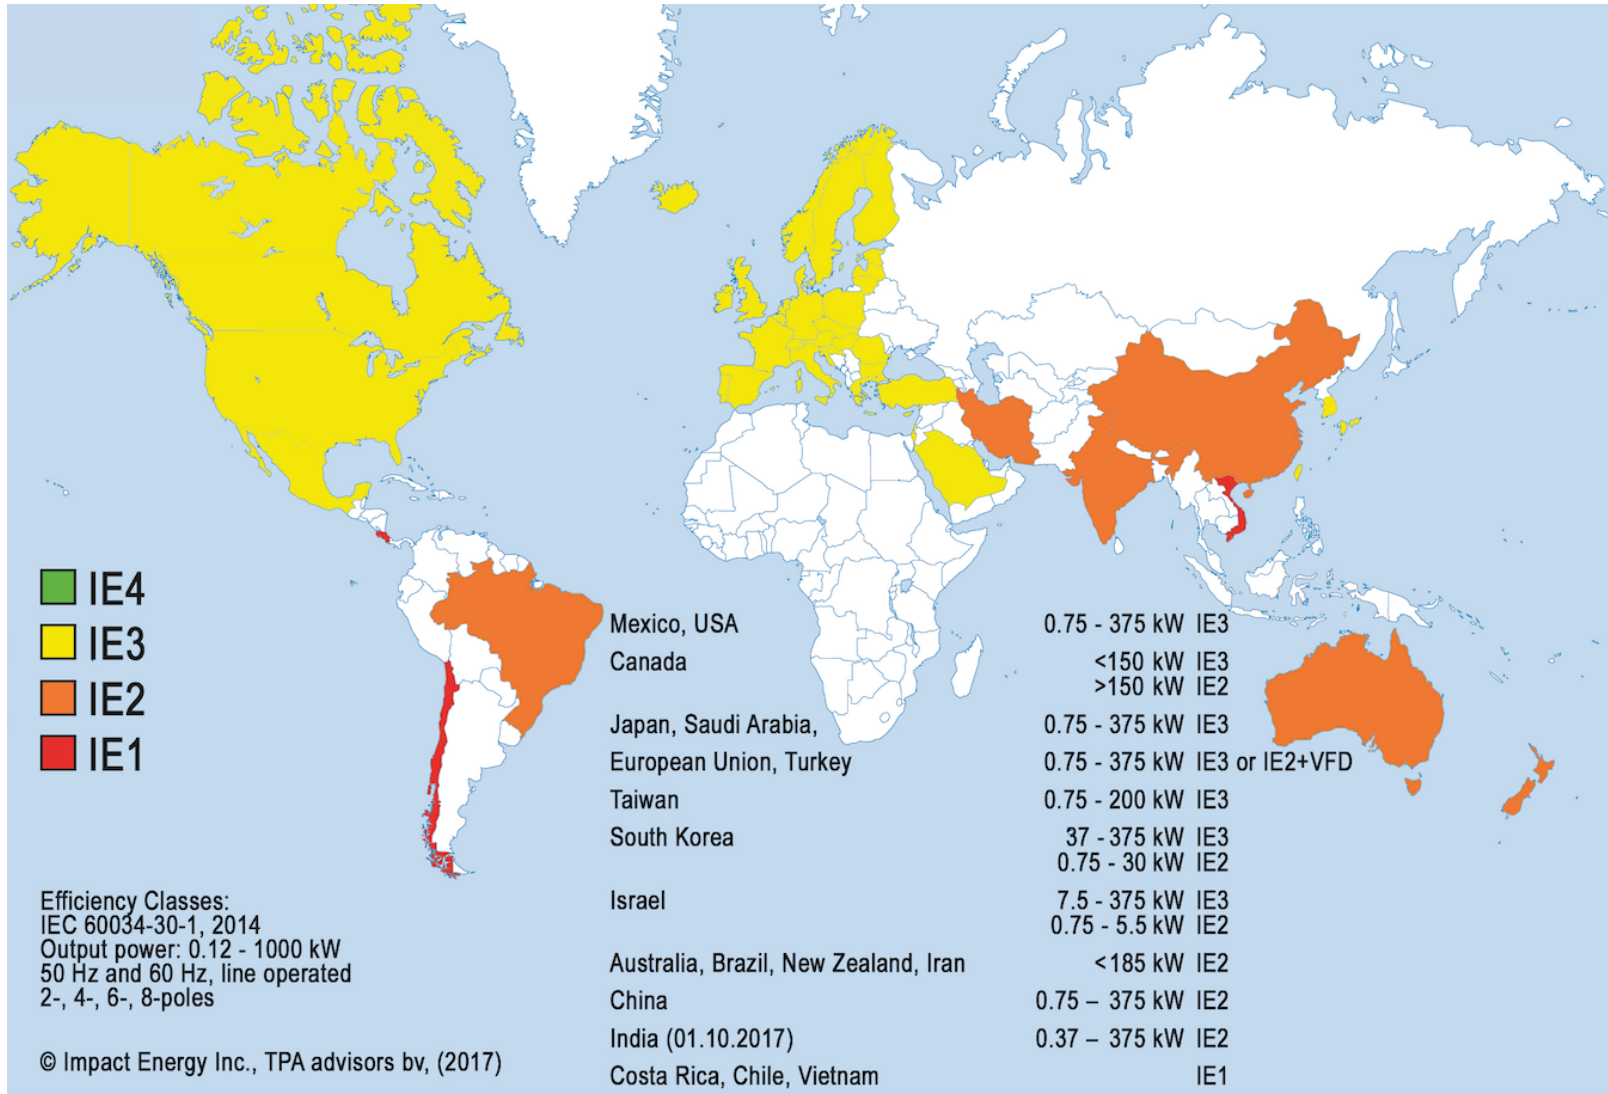 IE4
IE3
IE2
IE1
Efficiency Classes:
IEC 60034-30-1, 2014
Output power: 0.12 - 1000 kW
50 Hz and 60 Hz, line operated
2-, 4-, 6-, 8-poles
© Impact Energy Inc., TPA advisors bv, (2017)
Mexico, USA 0.75 - 375 kW IE3
Canada <150 kW IE3
>150 kW IE2
Japan, Saudi Arabia, 0.75 - 375 kW IE3
European Union, Turkey 0.75 - 375 kW IE3 or IE2+VFD
Taiwan 0.75 - 200 kW IE3
South Korea 37 - 375 kW IE3
0.75 - 30 kW IE2
Israel 7.5 - 375 kW IE3
0.75 - 5.5 kW IE2
Australia, Brazil, New Zealand, Iran <185 kW IE2
China 0.75 – 375 kW IE2
India (01.10.2017) 0.37 – 375 kW IE2
Costa Rica, Chile, Vietnam IE1